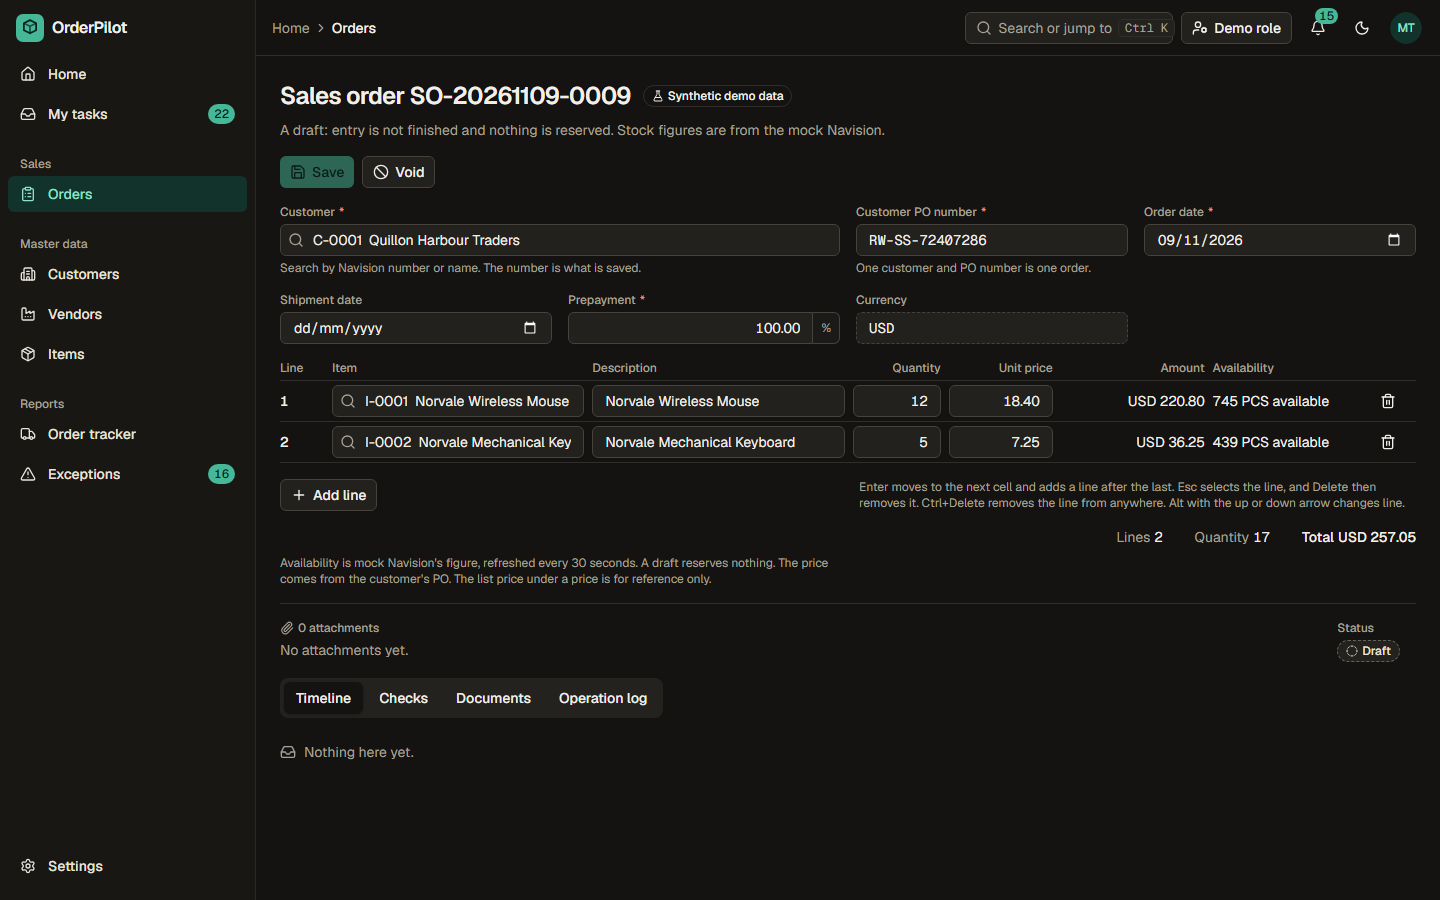 OrderPilot
Home > Orders
Search or jump to Ctrl K
Demo role
15
MT
Home
My tasks 22
Sales
Orders
Master data
Customers
Vendors
Items
Reports
Order tracker
Exceptions 16
Settings
Sales order SO-20261109-0009 Synthetic demo data
A draft: entry is not finished and nothing is reserved. Stock figures are from the mock Navision.
Save Void
Customer * Customer PO number * Order date *
C-0001 Quillon Harbour Traders RW-SS-72407286 09/11/2026
Search by Navision number or name. The number is what is saved. One customer and PO number is one order.
Shipment date Prepayment * Currency
dd/mm/yyyy 100.00 % USD
Line Item Description Quantity Unit price Amount Availability
1 I-0001 Norvale Wireless Mouse Norvale Wireless Mouse 12 18.40 USD 220.80 745 PCS available
2 I-0002 Norvale Mechanical Key Norvale Mechanical Keyboard 5 7.25 USD 36.25 439 PCS available
Add line
Enter moves to the next cell and adds a line after the last. Esc selects the line, and Delete then
removes it. Ctrl+Delete removes the line from anywhere. Alt with the up or down arrow changes line.
Lines 2 Quantity 17 Total USD 257.05
Availability is mock Navision's figure, refreshed every 30 seconds. A draft reserves nothing. The price
comes from the customer's PO. The list price under a price is for reference only.
0 attachments Status
No attachments yet. Draft
Timeline Checks Documents Operation log
Nothing here yet.